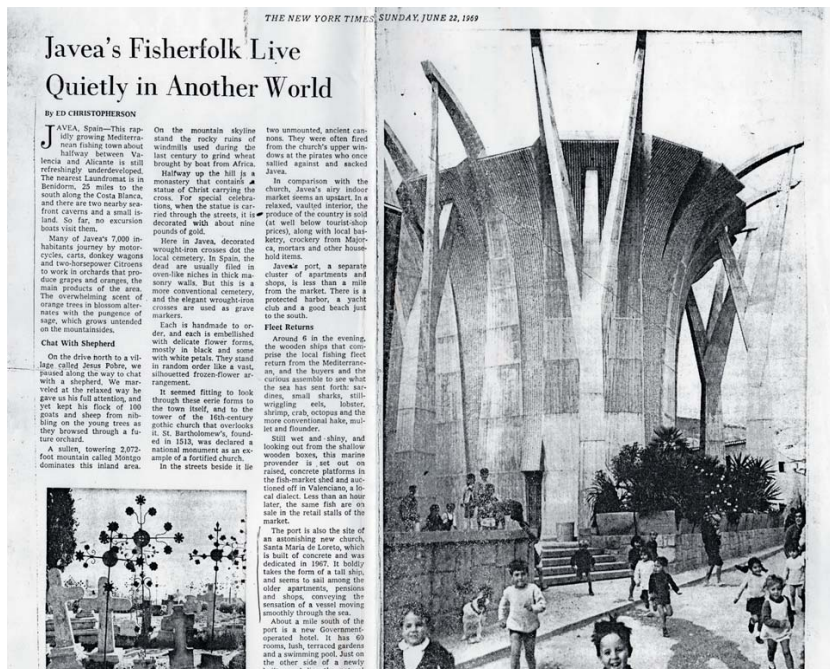 THE NEW YORK TIMES, SUNDAY, JUNE 22, 1969
Javea's Fisherfolk Live
Quietly in Another World
By ED CHRISTOPHERSON
JAVEA, Spain—This rap-
idly growing Mediterra-
nean fishing town about
halfway between Va-
lencia and Alicante is still
refreshingly underdeveloped.
The nearest Laundromat is in
Benidorm, 25 miles to the
south along the Costa Blanca,
and there are two nearby sea-
front caverns and a small is-
land. So far, no excursion
boats visit them.
Many of Javea's 7,000 in-
habitants journey by motor-
cycles, carts, donkey wagons
and two-horsepower Citroens
to work in orchards that pro-
duce grapes and oranges, the
main products of the area.
The overwhelming scent of
orange trees in blossom alter-
nates with the pungence of
sage, which grows untended
on the mountainsides.
Chat With Shepherd
On the drive north to a vil-
lage called Jesus Pobre, we
paused along the way to chat
with a shepherd. We mar-
veled at the relaxed way he
gave us his full attention, and
yet kept his flock of 100
goats and sheep from nib-
bling on the young trees as
they browsed through a fu-
ture orchard.
A sullen, towering 2,072-
foot mountain called Montgo
dominates this inland area.
On the mountain skyline
stand the rocky ruins of
windmills used during the
last century to grind wheat
brought by boat from Africa.
Halfway up the hill is a
monastery that contains a
statue of Christ carrying the
cross. For special celebra-
tions, when the statue is car-
ried through the streets, it is
decorated with about nine
pounds of gold.
Here in Javea, decorated
wrought-iron crosses dot the
local cemetery. In Spain, the
dead are usually filed in
oven-like niches in thick ma-
sonry walls. But this is a
more conventional cemetery,
and the elegant wrought-iron
crosses are used as grave
markers.
Each is handmade to or-
der, and each is embellished
with delicate flower forms,
mostly in black and some
with white petals. They stand
in random order like a vast,
silhouetted frozen-flower ar-
rangement.
It seemed fitting to look
through these eerie forms to
the town itself, and to the
tower of the 16th-century
gothic church that overlooks
it. St. Bartholomew's, found-
ed in 1513, was declared a
national monument as an ex-
ample of a fortified church.
In the streets beside it lie
two unmounted, ancient can-
nons. They were often fired
from the church's upper win-
dows at the pirates who once
sallied against and sacked
Javea.
In comparison with the
church, Javea's airy indoor
market seems an upstart. In a
relaxed, vaulted interior, the
produce of the country is sold
(at well below tourist-shop
prices), along with local bas-
ketry, crockery from Major-
ca, mortars and other house-
hold items.
Javea's port, a separate
cluster of apartments and
shops, is less than a mile
from the market. There is a
protected harbor, a yacht
club and a good beach just
to the south.
Fleet Returns
Around 6 in the evening,
the wooden ships that com-
prise the local fishing fleet
return from the Mediterrane-
an, and the buyers and the
curious assemble to see what
the sea has sent forth: sar-
dines, small sharks, still-
wriggling eels, lobster,
shrimp, crab, octopus and the
more conventional hake, mul-
let and flounder.
Still wet and shiny, and
looking out from the shallow
wooden boxes, this marine
provender is set out on
raised, concrete platforms in
the fish-market shed and auc-
tioned off in Valenciano, a lo-
cal dialect. Less than an hour
later, the same fish are on
sale in the retail stalls of the
market.
The port is also the site of
an astonishing new church,
Santa Maria de Loreto, which
is built of concrete and was
dedicated in 1967. It boldly
takes the form of a tall ship,
and seems to sail among the
older apartments, pensions
and shops, conveying the
sensation of a vessel moving
smoothly through the sea.
About a mile south of the
port is a new Government-
operated hotel. It has 60
rooms, lush, terraced gardens
and a swimming pool. Just on
the other side of a newly